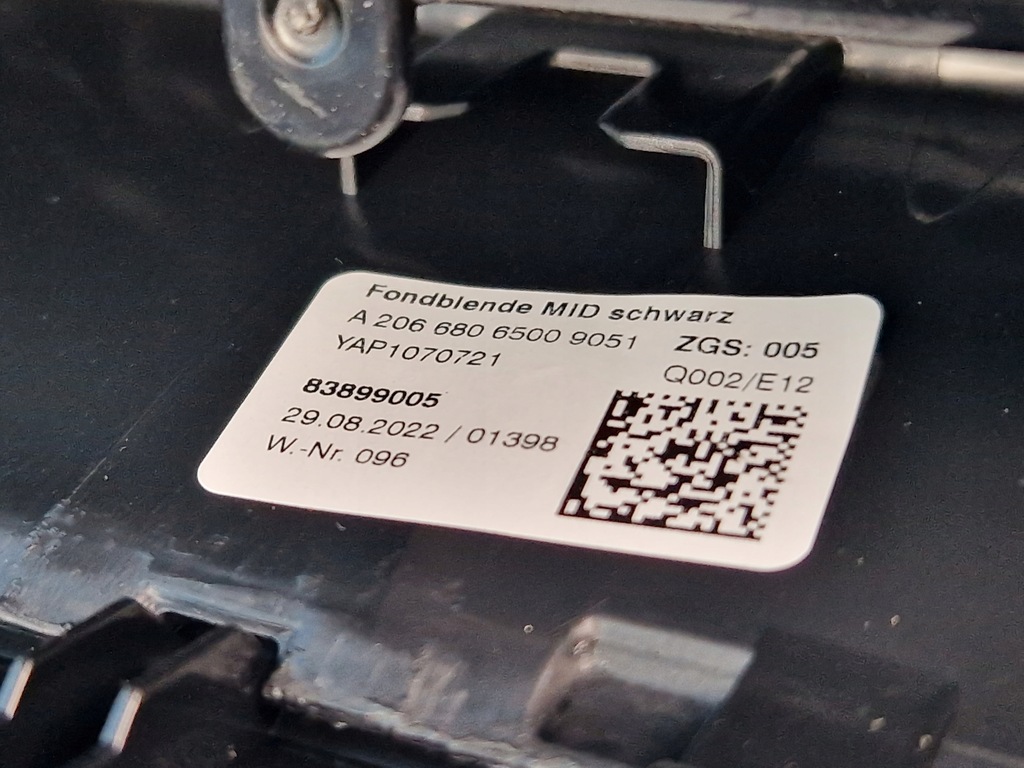 Fondblende MID schwarz
A 206 680 6500 9051 ZGS: 005
YAP1070721 Q002/E12
83899005
29.08.2022 / 01398
W.-Nr. 096